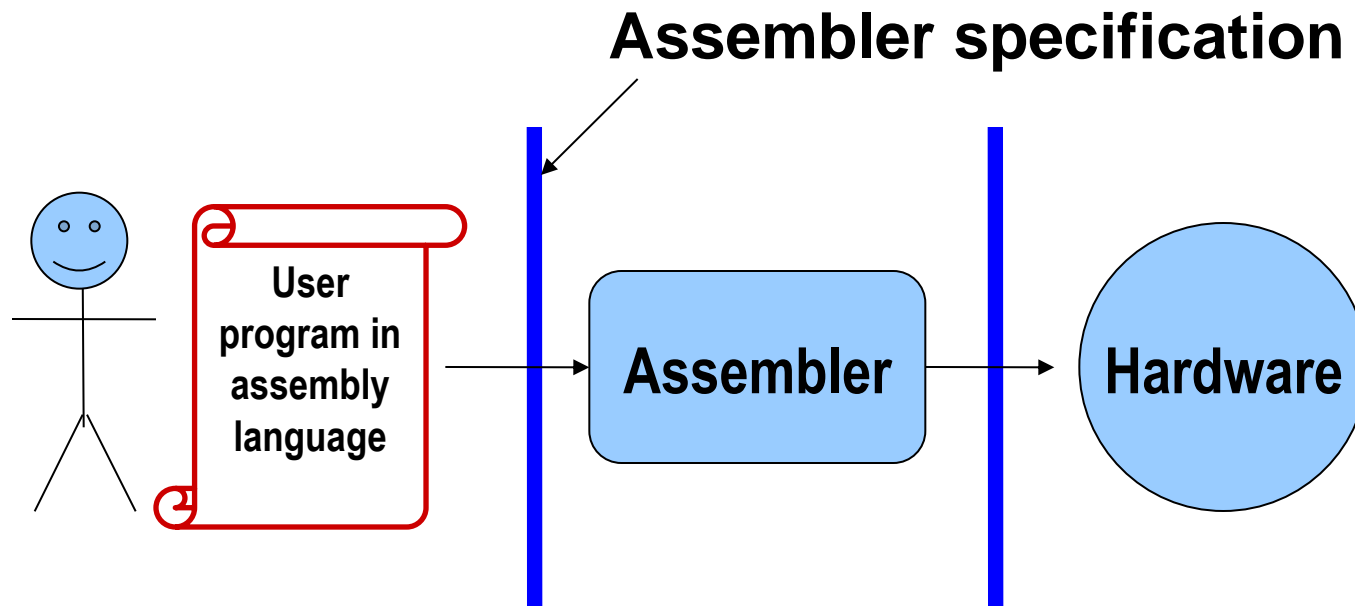 Assembler specification
User
program in
assembly
language
Assembler
Hardware